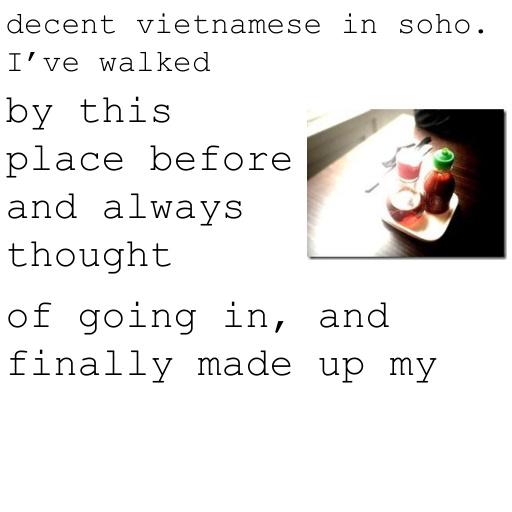 decent vietnamese in soho.
I've walked
by this
place before
and always
thought
of going in, and
finally made up my